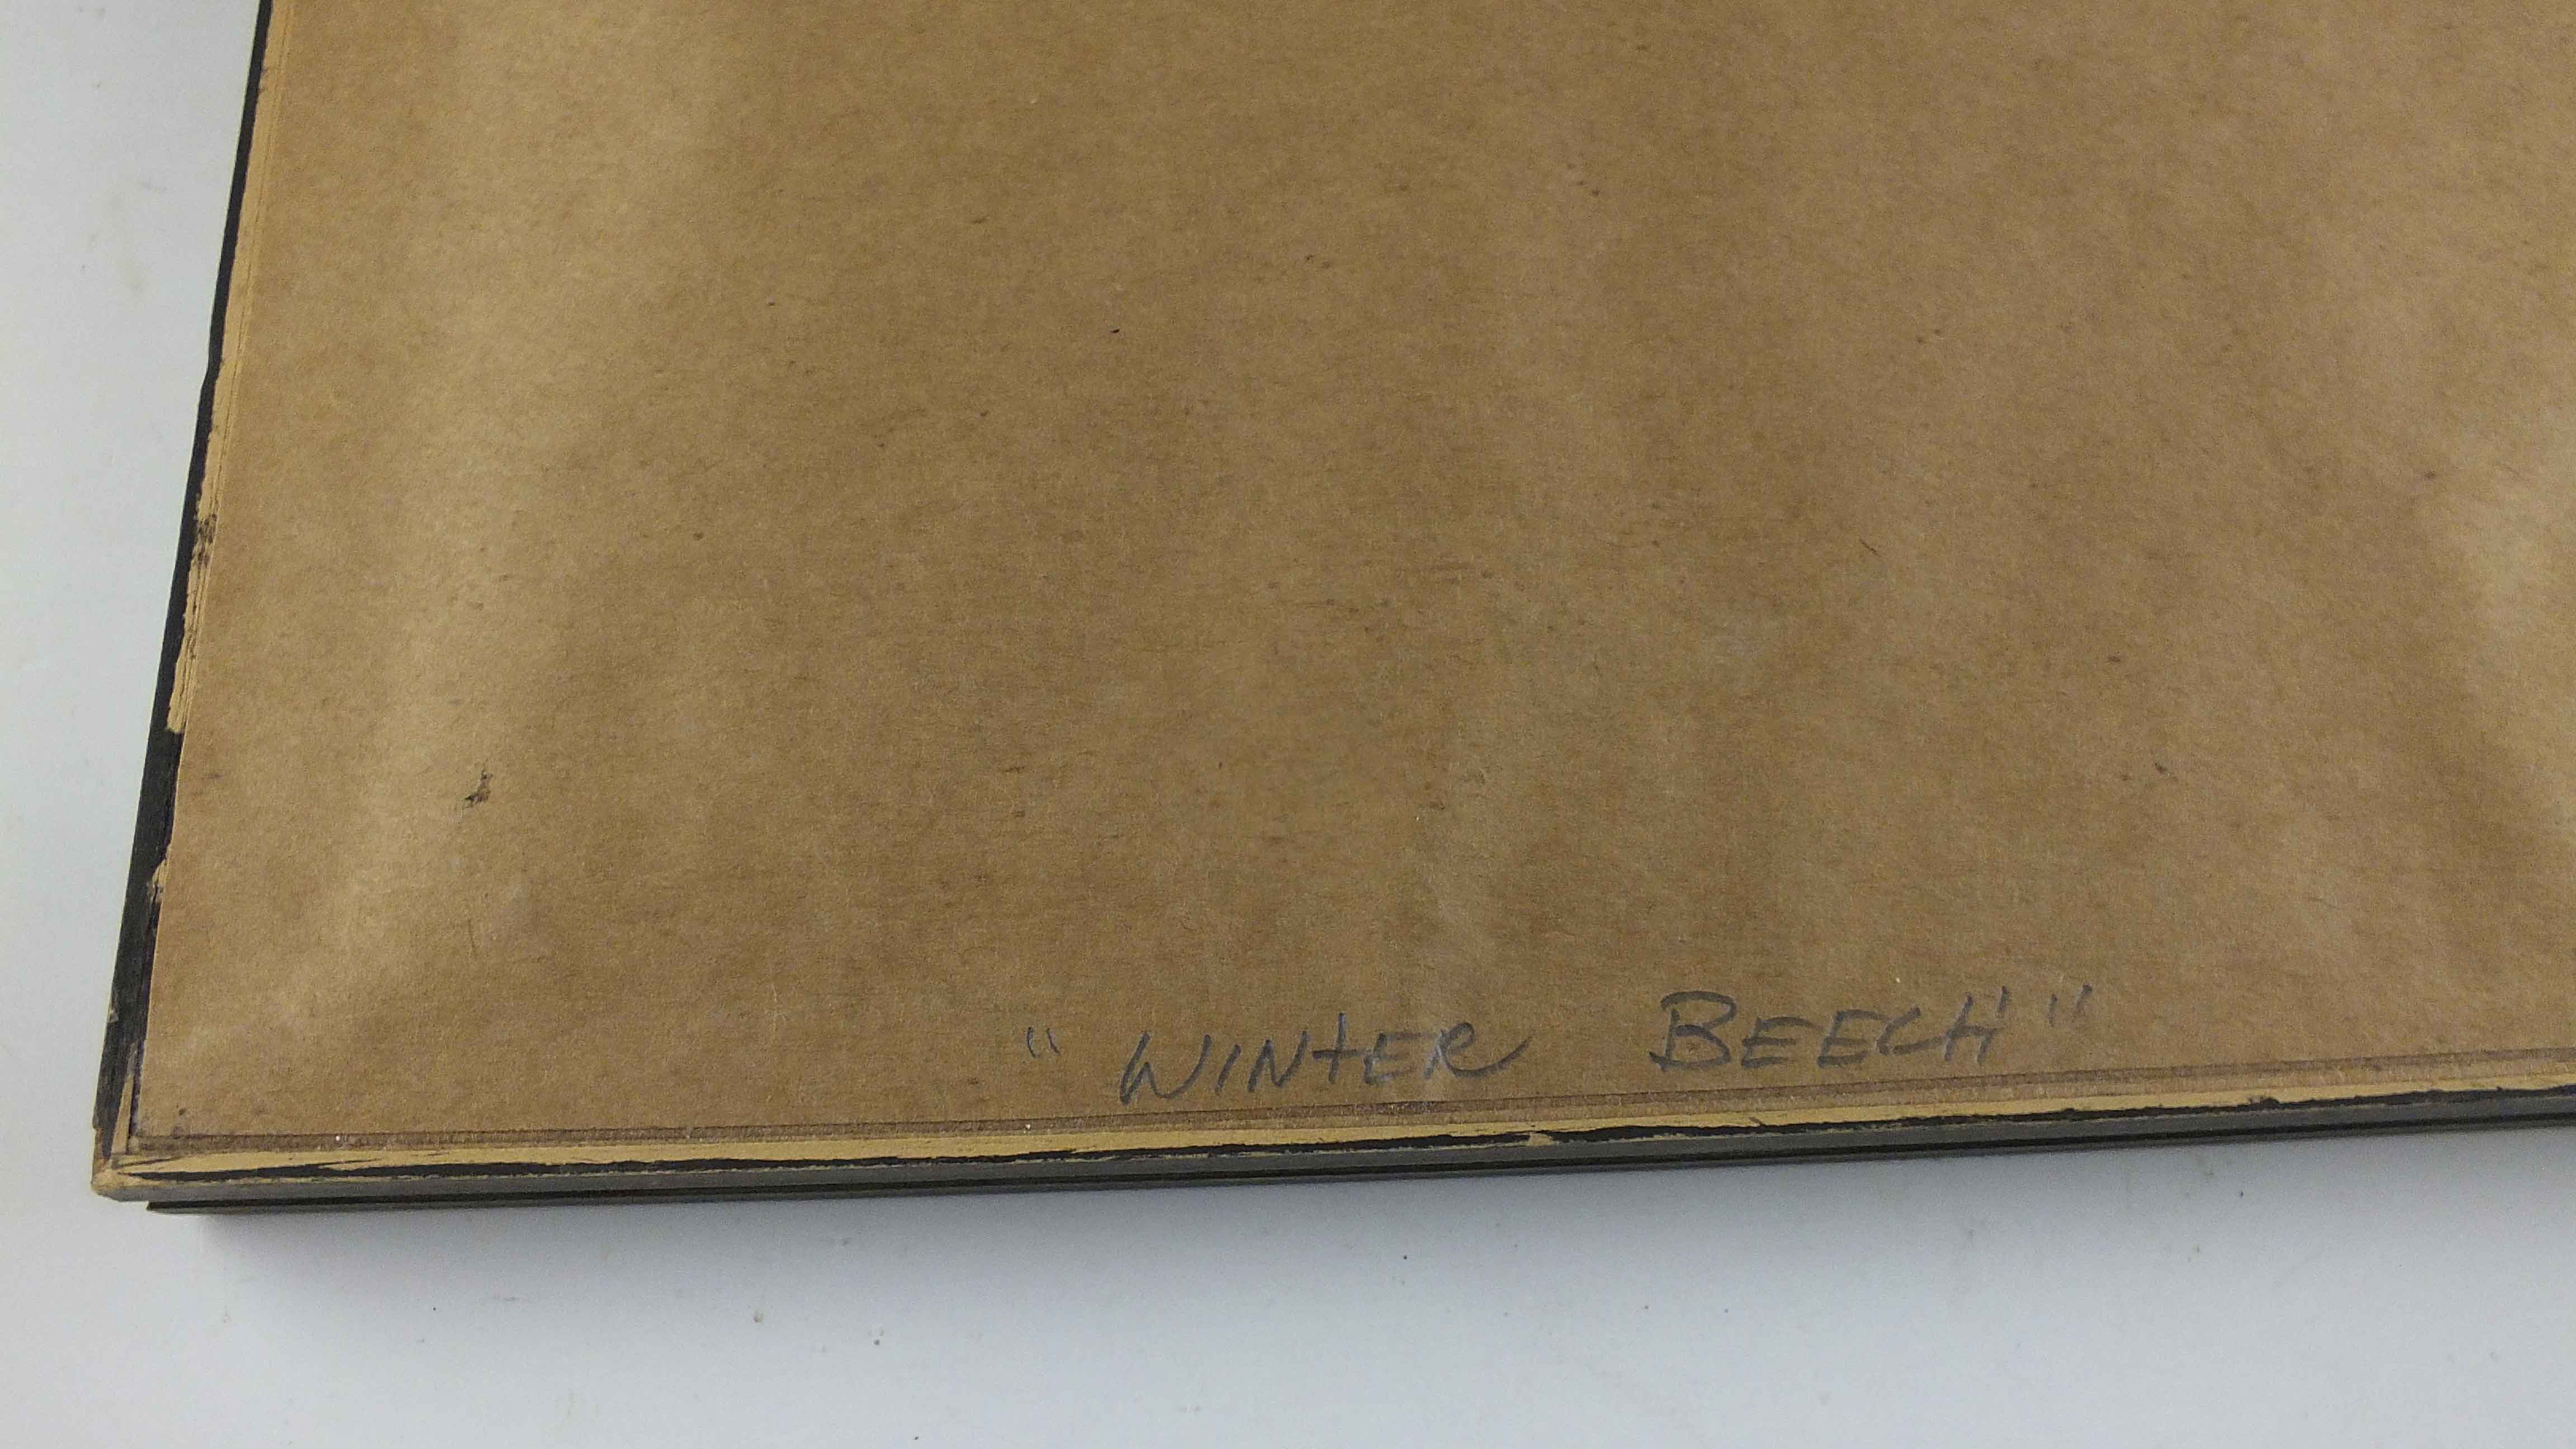 " WINTER BEECH "